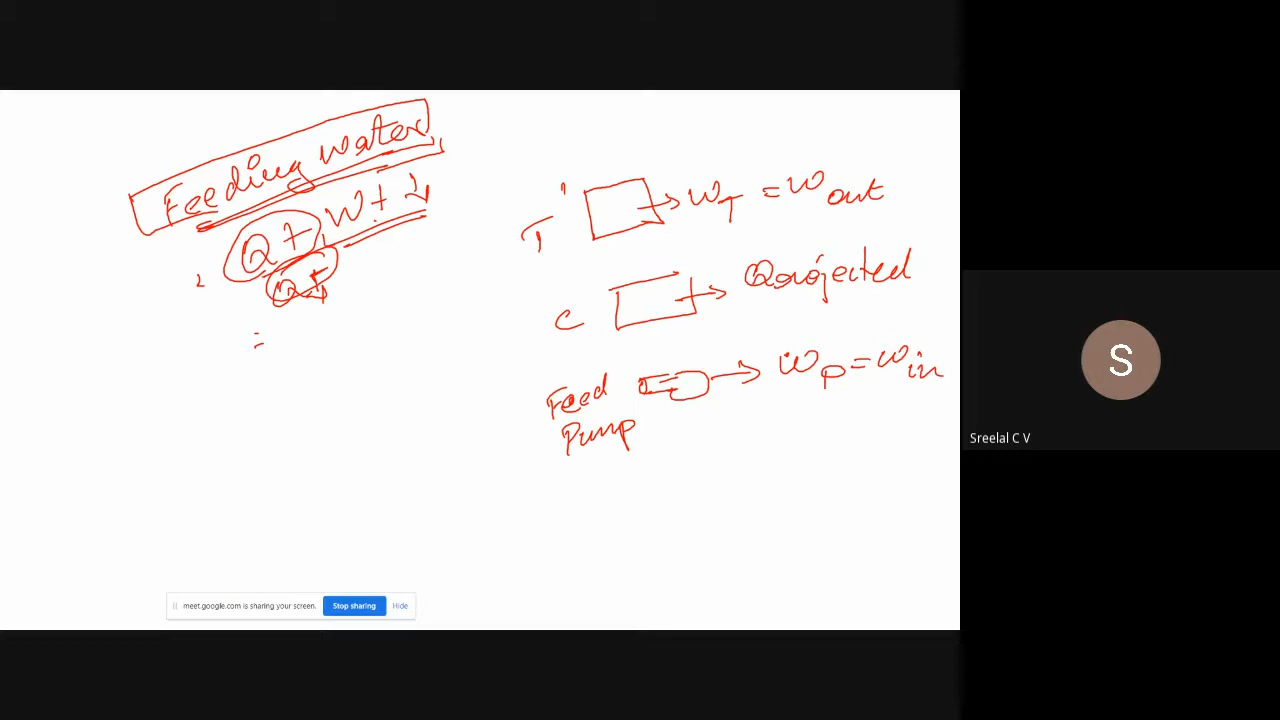 Feeding water
Q + W + 2
Q +
=
T → WT = Wout
C → Qrejected
Feed Pump → WP = Win
meet.google.com is sharing your screen. Stop sharing Hide
S
Sreelal C V